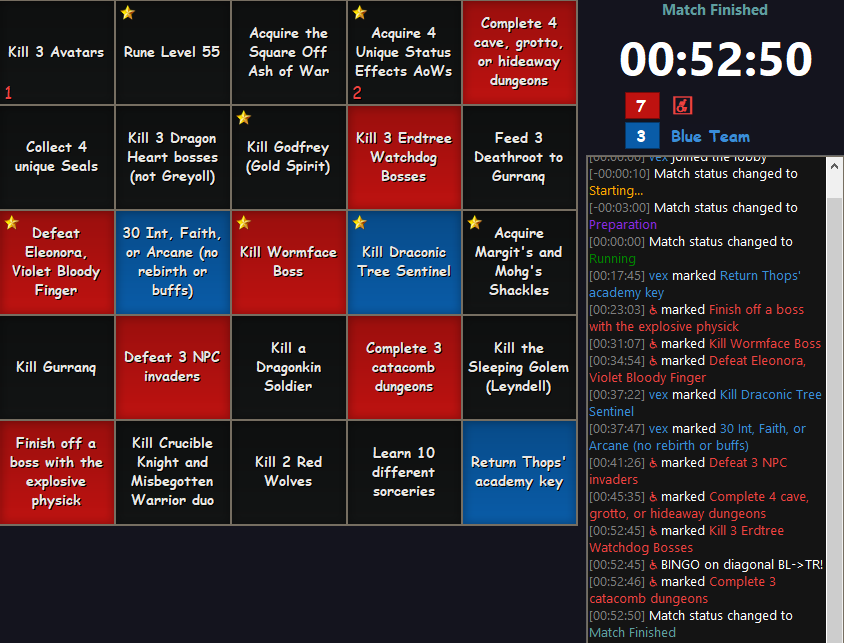 Kill 3 Avatars
1
Rune Level 55
Acquire the
Square Off
Ash of War
Acquire 4
Unique Status
Effects AoWs
2
Complete 4
cave, grotto,
or hideaway
dungeons
Collect 4
unique Seals
Kill 3 Dragon
Heart bosses
(not Greyoll)
Kill Godfrey
(Gold Spirit)
Kill 3 Erdtree
Watchdog
Bosses
Feed 3
Deathroot to
Gurranq
Defeat
Eleonora,
Violet Bloody
Finger
30 Int, Faith,
or Arcane (no
rebirth or
buffs)
Kill Wormface
Boss
Kill Draconic
Tree Sentinel
Acquire
Margit's and
Mohg's
Shackles
Kill Gurranq
Defeat 3 NPC
invaders
Kill a
Dragonkin
Soldier
Complete 3
catacomb
dungeons
Kill the
Sleeping Golem
(Leyndell)
Finish off a
boss with the
explosive
physick
Kill Crucible
Knight and
Misbegotten
Warrior duo
Kill 2 Red
Wolves
Learn 10
different
sorceries
Return Thops'
academy key
Match Finished
00:52:50
7
3 Blue Team
[00:00:00] vex joined the lobby
[-00:00:10] Match status changed to
Starting...
[-00:03:00] Match status changed to
Preparation
[00:00:00] Match status changed to
Running
[00:17:45] vex marked Return Thops'
academy key
[00:23:03] ♿ marked Finish off a boss
with the explosive physick
[00:31:07] ♿ marked Kill Wormface Boss
[00:34:54] ♿ marked Defeat Eleonora,
Violet Bloody Finger
[00:37:22] vex marked Kill Draconic Tree
Sentinel
[00:37:47] vex marked 30 Int, Faith, or
Arcane (no rebirth or buffs)
[00:41:26] ♿ marked Defeat 3 NPC
invaders
[00:45:35] ♿ marked Complete 4 cave,
grotto, or hideaway dungeons
[00:52:45] ♿ marked Kill 3 Erdtree
Watchdog Bosses
[00:52:45] ♿ BINGO on diagonal BL->TR!
[00:52:46] ♿ marked Complete 3
catacomb dungeons
[00:52:50] Match status changed to
Match Finished